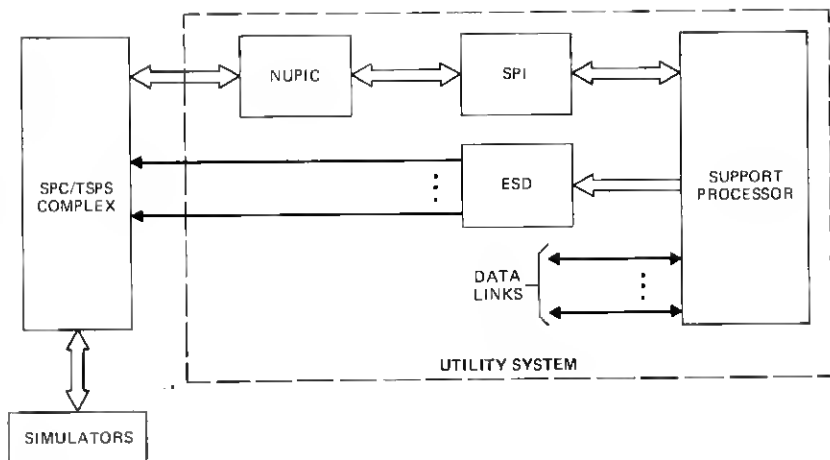 NUPIC
SPI
SPC/TSPS
COMPLEX
ESD
SUPPORT
PROCESSOR
DATA
LINKS
UTILITY SYSTEM
SIMULATORS